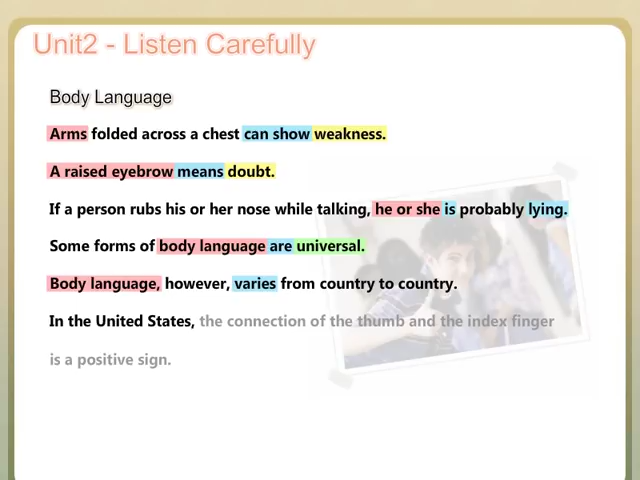 Unit2 - Listen Carefully
Body Language
Arms folded across a chest can show weakness.
A raised eyebrow means doubt.
If a person rubs his or her nose while talking, he or she is probably lying.
Some forms of body language are universal.
Body language, however, varies from country to country.
In the United States, the connection of the thumb and the index finger
is a positive sign.